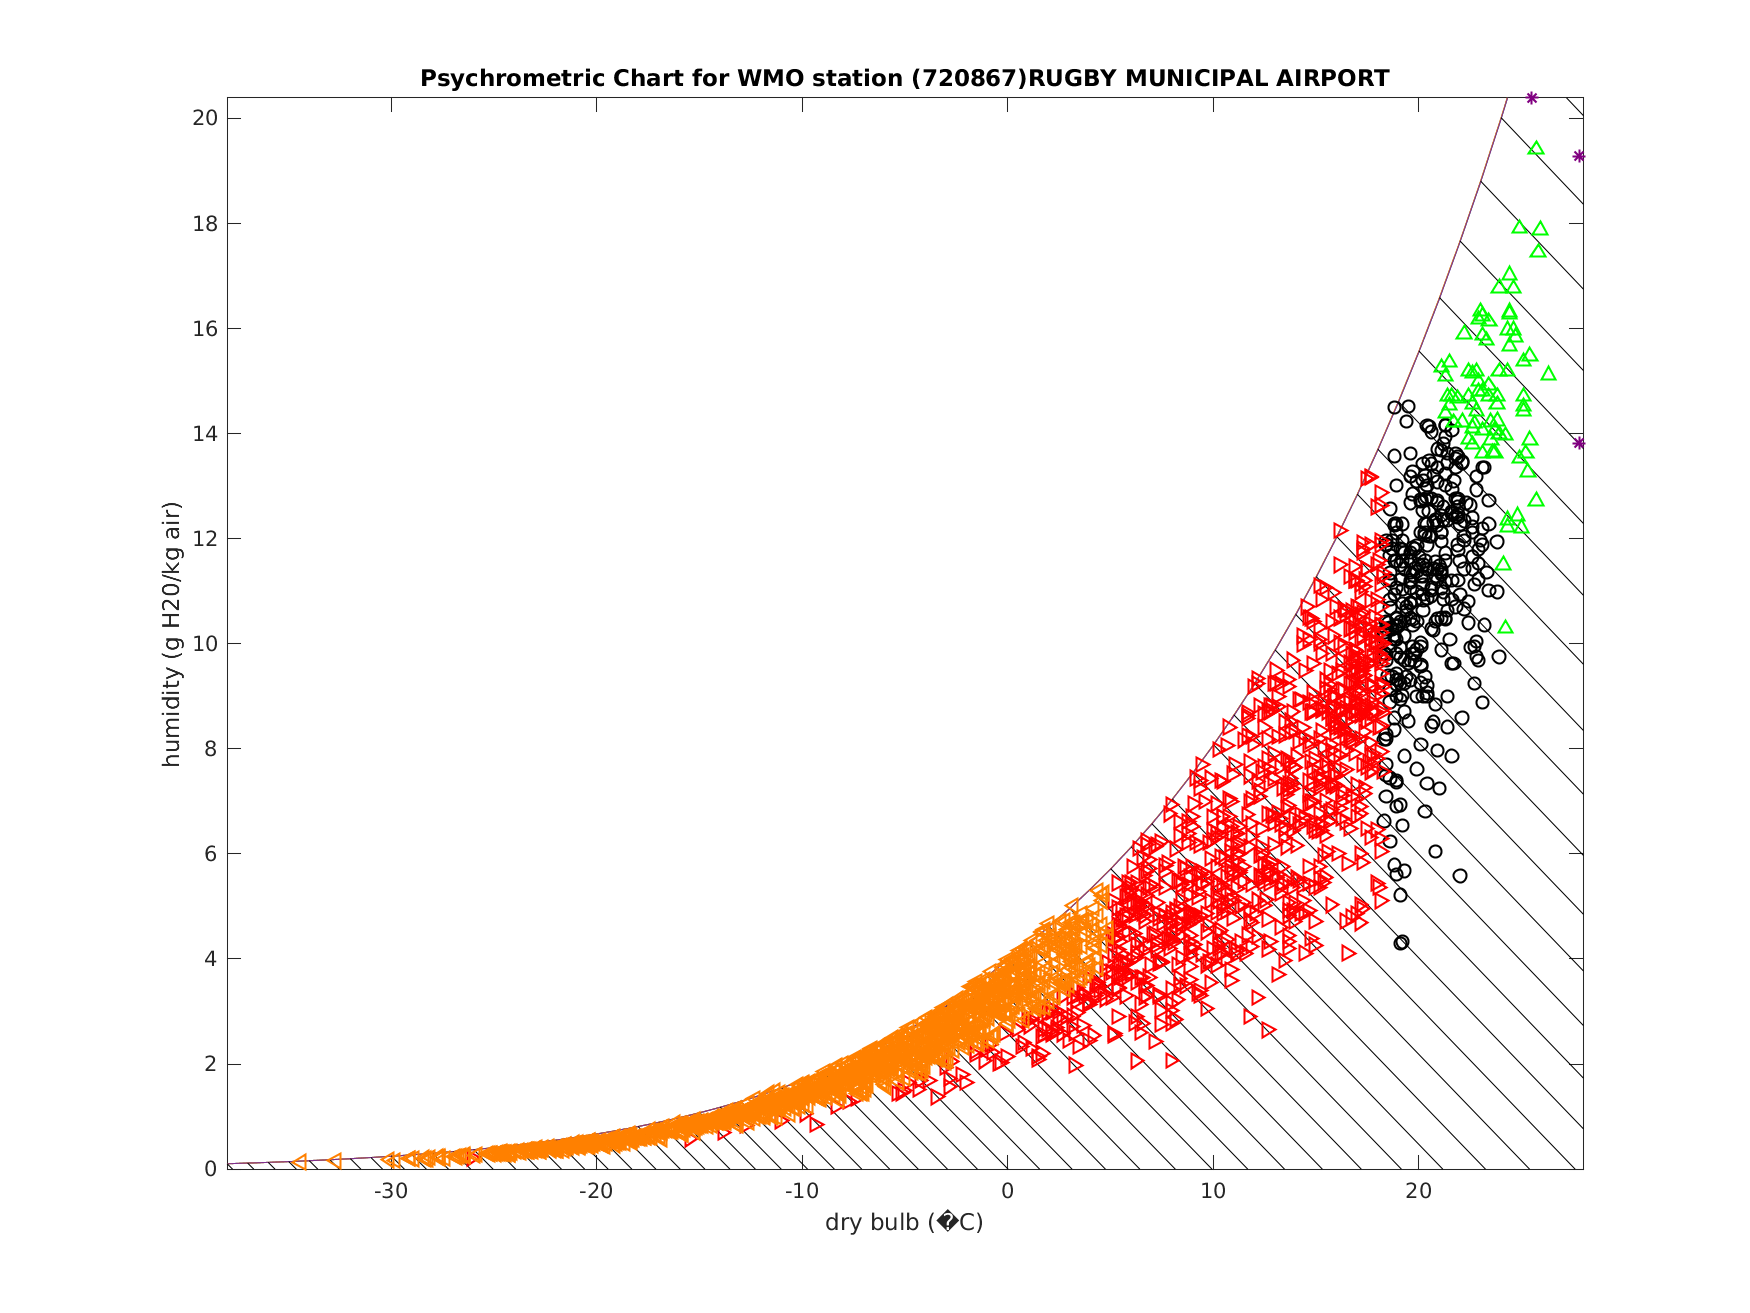 Psychrometric Chart for WMO station (720867)RUGBY MUNICIPAL AIRPORT
20
18
16
14
12
10
8
6
4
2
0
humidity (g H20/kg air)
-30 -20 -10 0 10 20
dry bulb (�C)